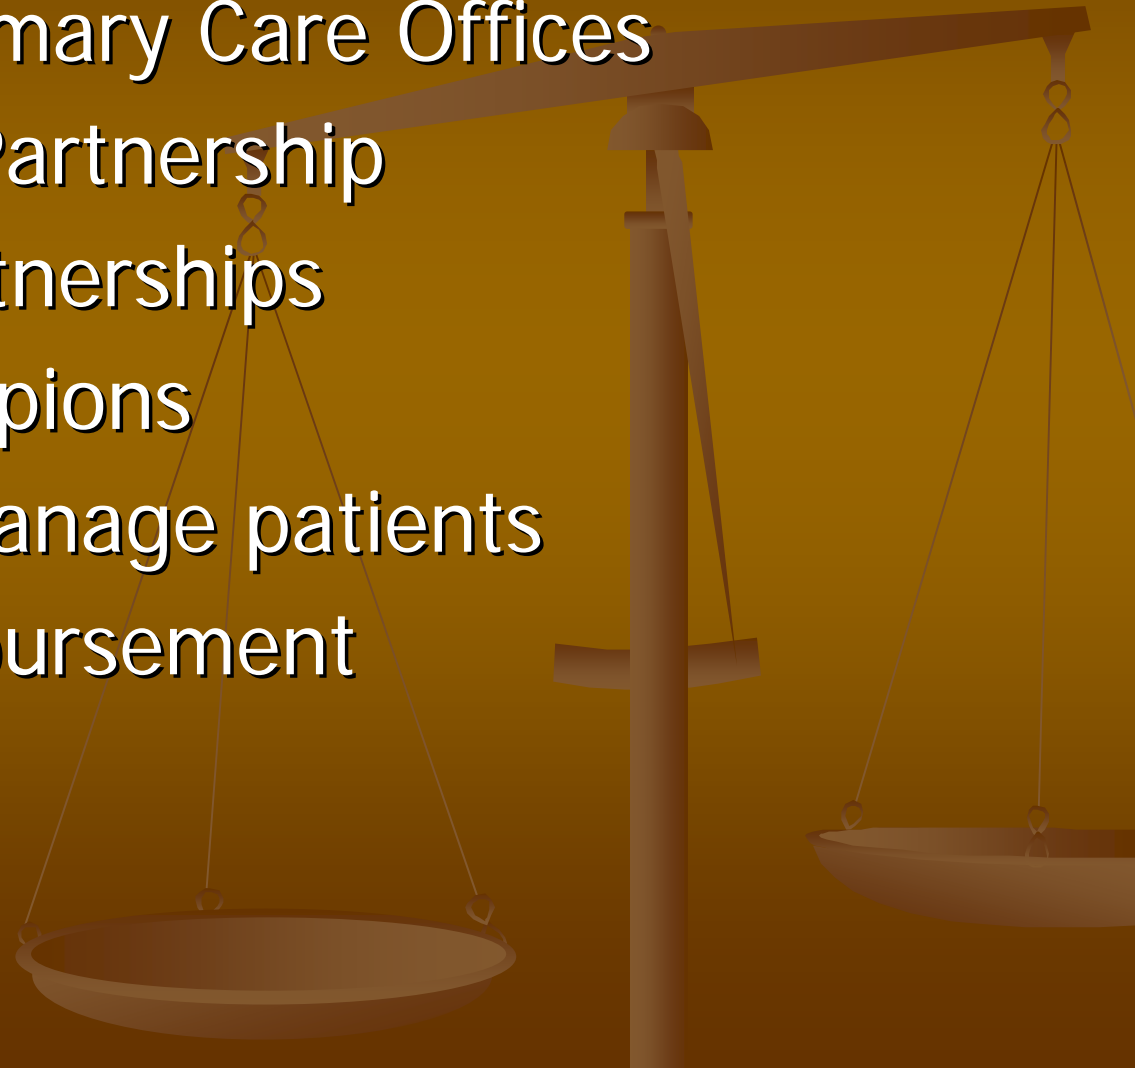 mary Care Offices
Partnership
tnerships
pions
anage patients
ursement